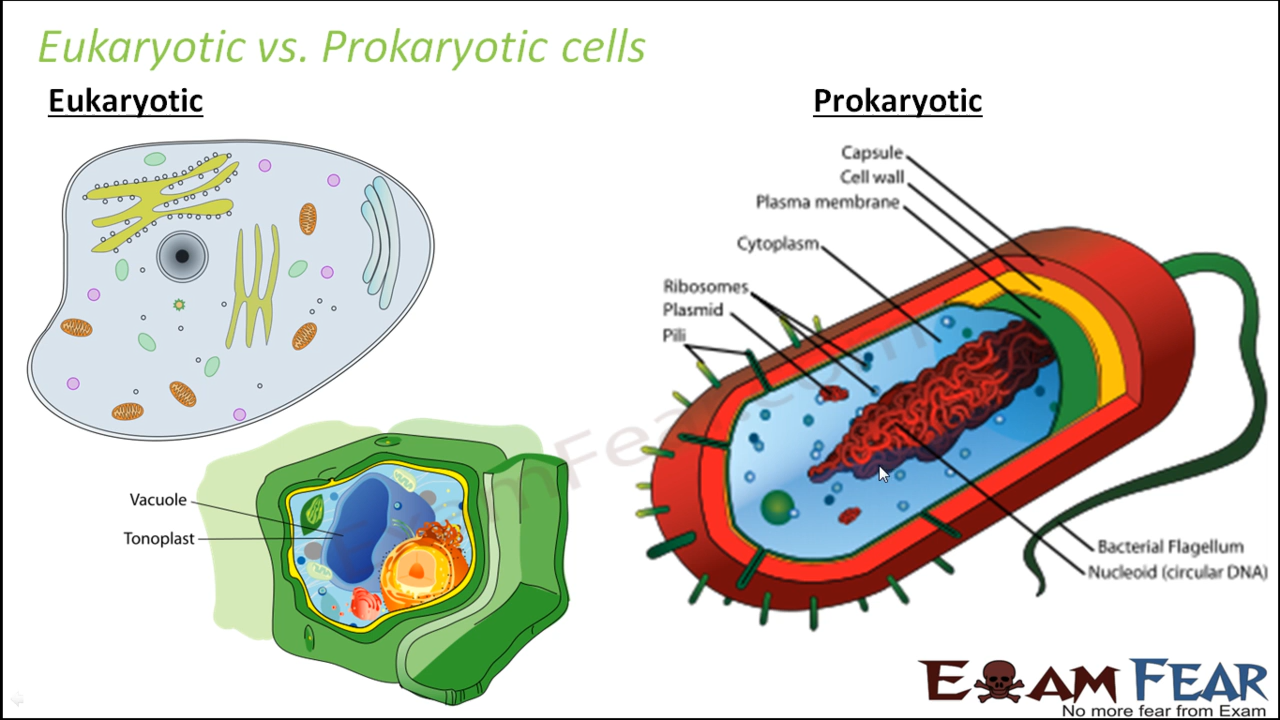 Eukaryotic vs. Prokaryotic cells
Eukaryotic
Prokaryotic
Capsule
Cell wall
Plasma membrane
Cytoplasm
Ribosomes
Plasmid
Pili
Vacuole
Tonoplast
Bacterial Flagellum
Nucleoid (circular DNA)
EXAM FEAR
No more fear from Exam